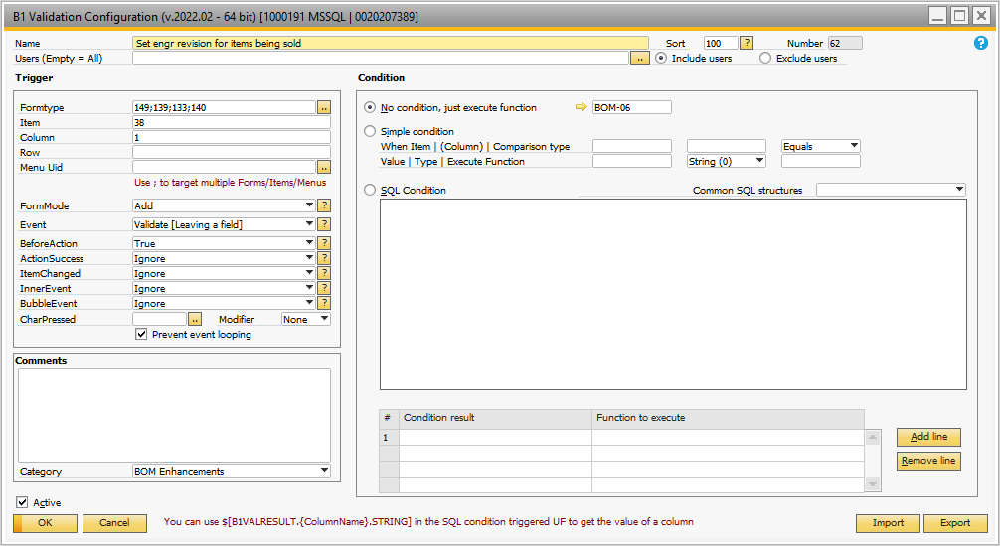 B1 Validation Configuration (v.2022.02 - 64 bit) [1000191 MSSQL | 0020207389]
Name Set engr revision for items being sold Sort 100 ? Number 62 ?
Users (Empty = All) .. Include users Exclude users
Trigger
Formtype 149;139;133;140 ..
Item 38
Column 1
Row
Menu Uid ..
Use ; to target multiple Forms/Items/Menus
FormMode Add ?
Event Validate [Leaving a field] ?
BeforeAction True ?
ActionSuccess Ignore ?
ItemChanged Ignore ?
InnerEvent Ignore ?
BubbleEvent Ignore ?
CharPressed .. Modifier None
Prevent event looping
Comments
Category BOM Enhancements
Condition
No condition, just execute function BOM-06
Simple condition
When Item | (Column) | Comparison type Equals
Value | Type | Execute Function String (0)
SQL Condition Common SQL structures
# Condition result Function to execute
1
Add line
Remove line
Active
OK Cancel You can use $[B1VALRESULT.{ColumnName}.STRING] in the SQL condition triggered UF to get the value of a column Import Export